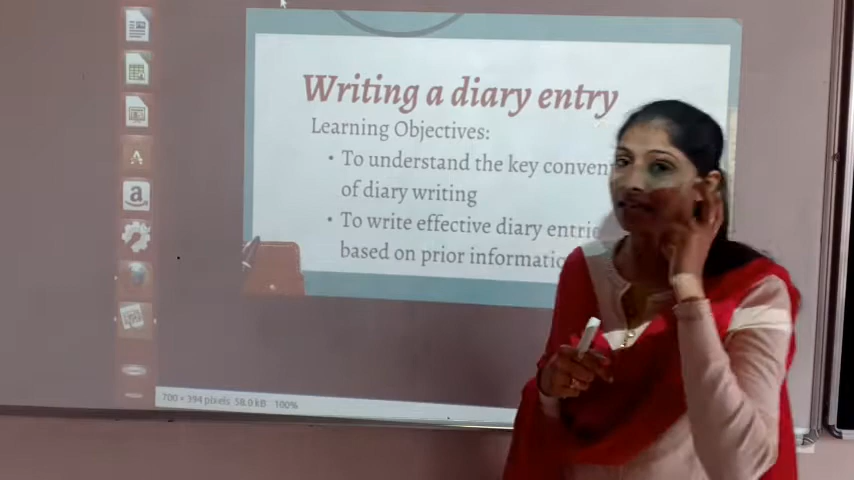 Writing a diary entry
Learning Objectives:
• To understand the key conven
of diary writing
• To write effective diary entrie
based on prior informatio
700 × 394 pixels 58.0 kB 100%
a